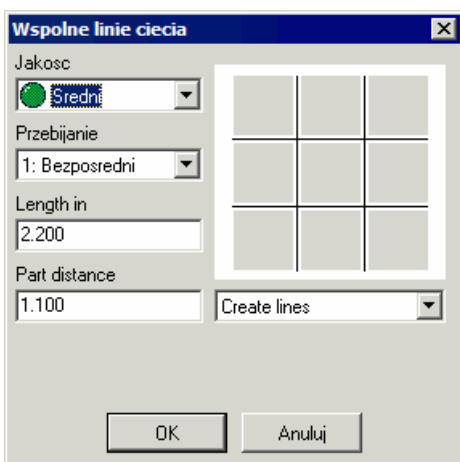 Wspolne linie ciecia
Jakosc
Sredni
Przebijanie
1: Bezposredni
Length in
2.200
Part distance
1.100
Create lines
OK
Anuluj